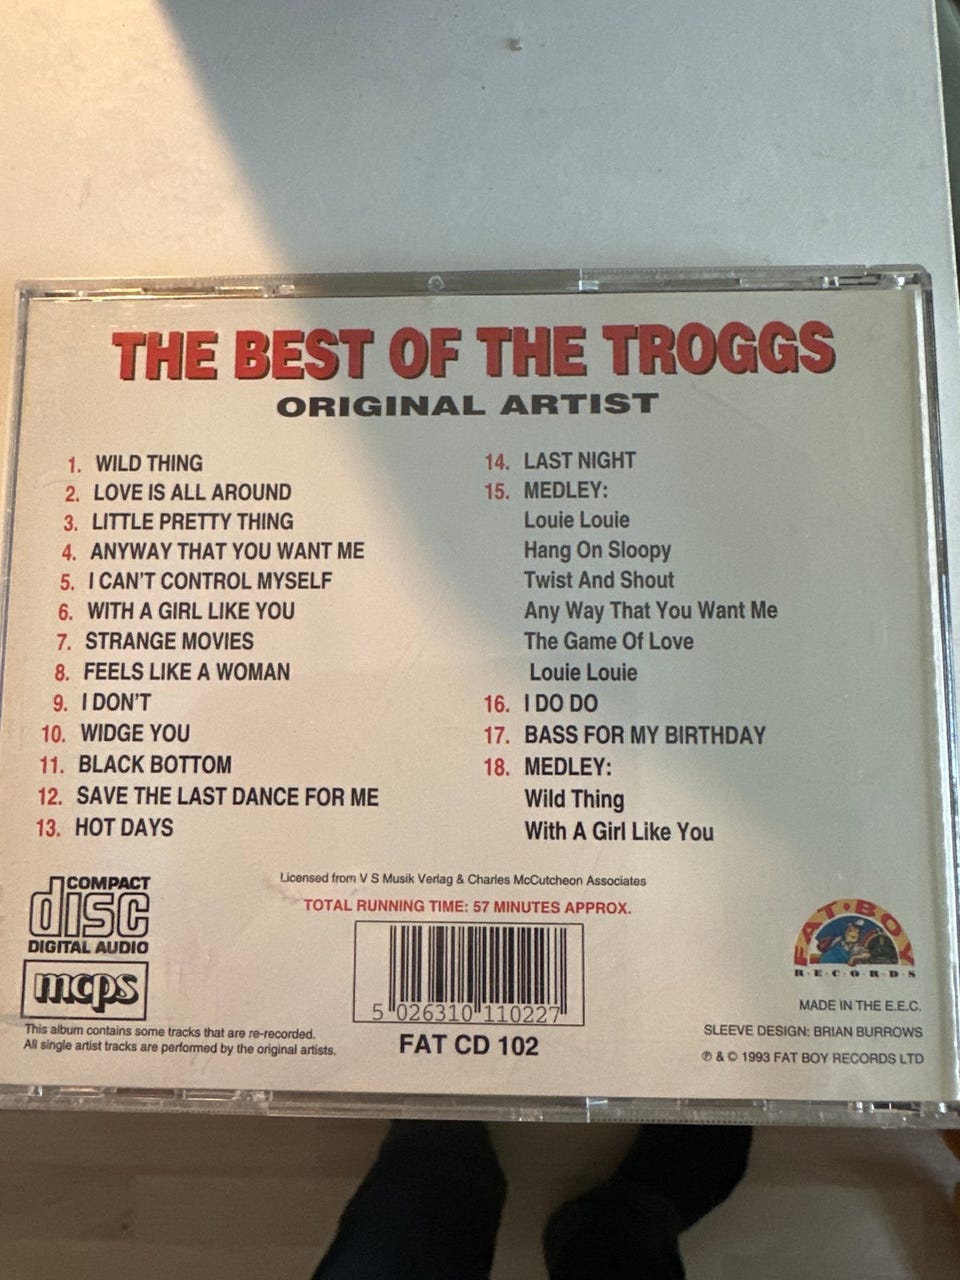 THE BEST OF THE TROGGS
ORIGINAL ARTIST
1. WILD THING
2. LOVE IS ALL AROUND
3. LITTLE PRETTY THING
4. ANYWAY THAT YOU WANT ME
5. I CAN'T CONTROL MYSELF
6. WITH A GIRL LIKE YOU
7. STRANGE MOVIES
8. FEELS LIKE A WOMAN
9. I DON'T
10. WIDGE YOU
11. BLACK BOTTOM
12. SAVE THE LAST DANCE FOR ME
13. HOT DAYS
14. LAST NIGHT
15. MEDLEY:
Louie Louie
Hang On Sloopy
Twist And Shout
Any Way That You Want Me
The Game Of Love
Louie Louie
16. I DO DO
17. BASS FOR MY BIRTHDAY
18. MEDLEY:
Wild Thing
With A Girl Like You
Licensed from V S Musik Verlag & Charles McCutcheon Associates
TOTAL RUNNING TIME: 57 MINUTES APPROX.
COMPACT
disc
DIGITAL AUDIO
mcps
This album contains some tracks that are re-recorded.
All single artist tracks are performed by the original artists.
5 026310 110227
FAT CD 102
FAT·BOY
R·E·C·O·R·D·S
MADE IN THE E.E.C.
SLEEVE DESIGN: BRIAN BURROWS
℗ & © 1993 FAT BOY RECORDS LTD